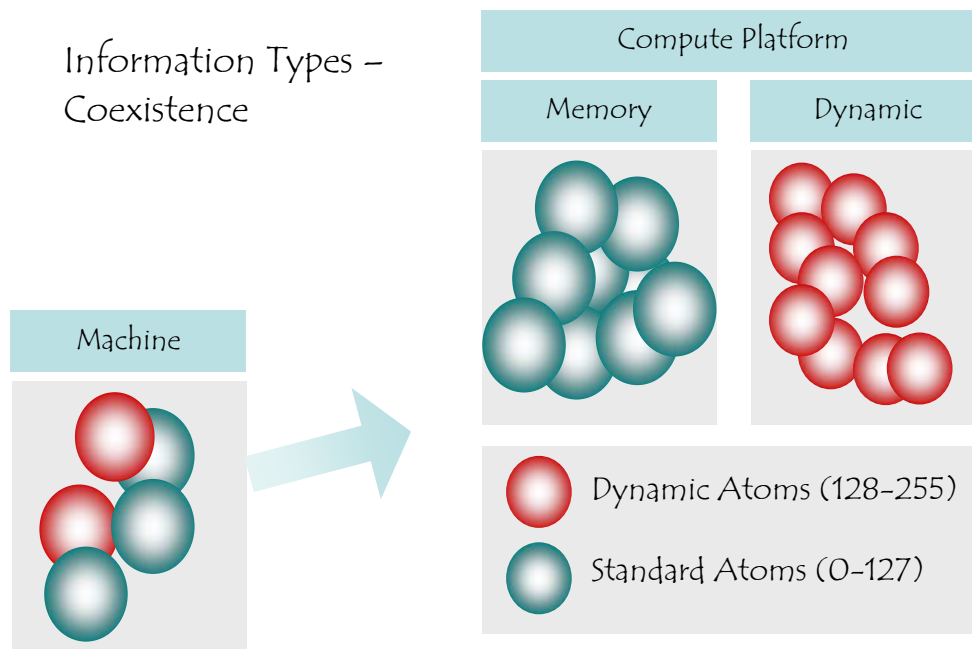 Information Types –
Coexistence
Compute Platform
Memory
Dynamic
Machine
Dynamic Atoms (128-255)
Standard Atoms (0-127)